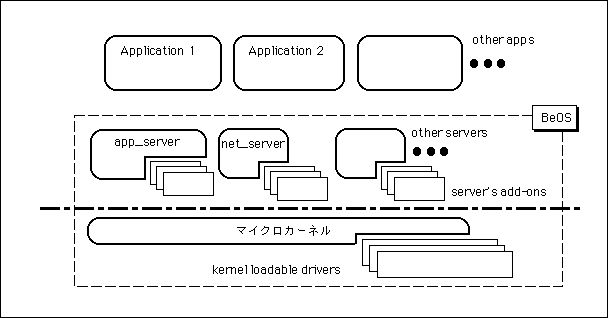 Application 1
Application 2
other apps
BeOS
app_server
net_server
other servers
server's add-ons
マイクロカーネル
kernel loadable drivers